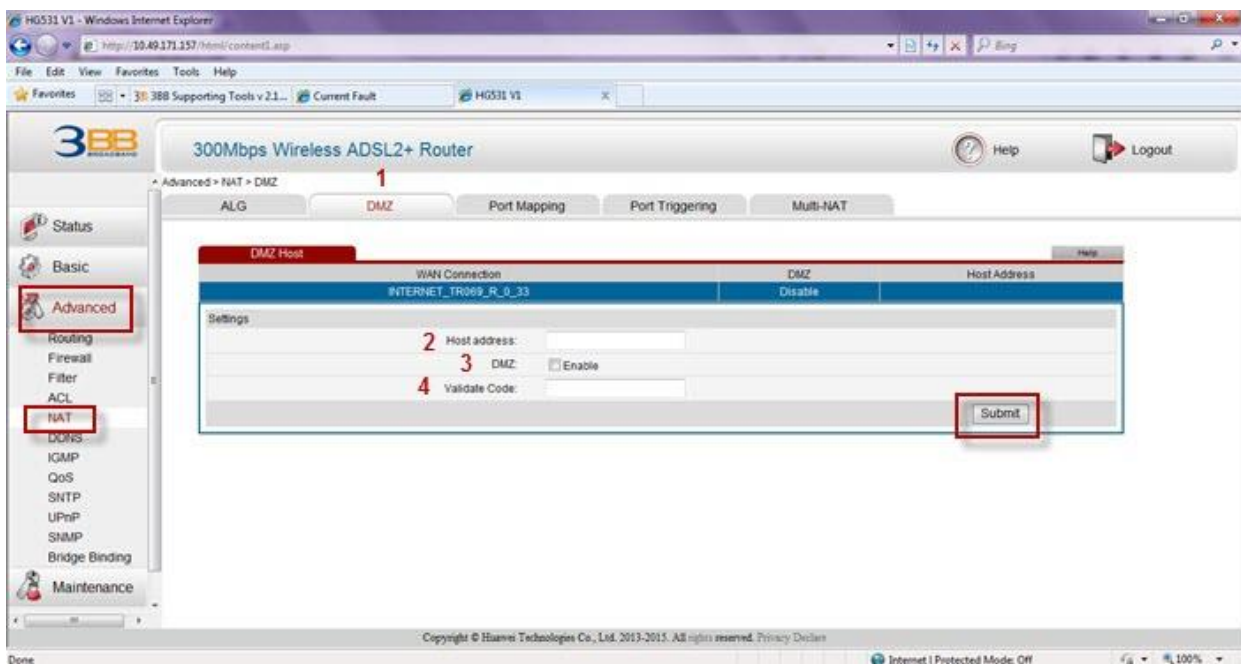 HG531 V1 - Windows Internet Explorer
http://10.49.171.157/html/content1.asp
Bing
File Edit View Favorites Tools Help
Favorites 3BB Supporting Tools v 2.1... Current Fault HG531 V1
3BB
BROADBAND
300Mbps Wireless ADSL2+ Router
Help
Logout
Advanced > NAT > DMZ
1
ALG DMZ Port Mapping Port Triggering Multi-NAT
Status
Basic
Advanced
Routing
Firewall
Filter
ACL
NAT
DDNS
IGMP
QoS
SNTP
UPnP
SNMP
Bridge Binding
Maintenance
DMZ Host
Help
WAN Connection DMZ Host Address
INTERNET_TR069_R_0_33 Disable
Settings
2 Host address:
3 DMZ: Enable
4 Validate Code:
Submit
Copyright © Huawei Technologies Co., Ltd. 2013-2015. All rights reserved. Privacy Declare
Done
Internet | Protected Mode: Off
100%